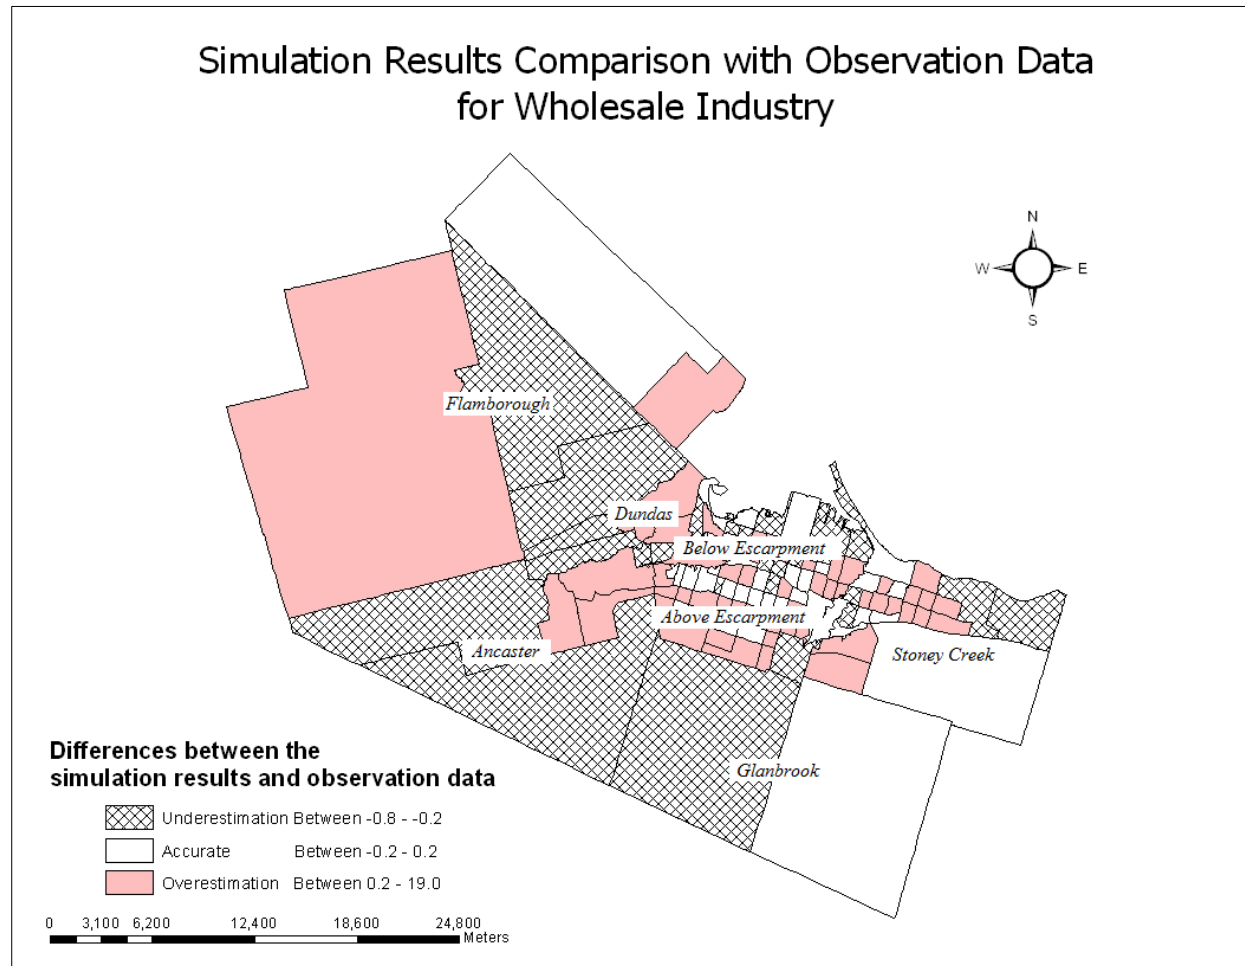 Simulation Results Comparison with Observation Data
for Wholesale Industry
N
W E
S
Flamborough
Dundas
Below Escarpment
Above Escarpment
Ancaster
Stoney Creek
Glanbrook
Differences between the
simulation results and observation data
Underestimation Between -0.8 - -0.2
Accurate Between -0.2 - 0.2
Overestimation Between 0.2 - 19.0
0 3,100 6,200 12,400 18,600 24,800
Meters